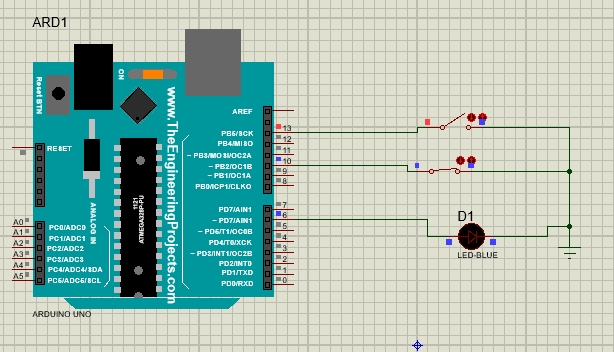 ARD1
Reset BTN
ON
www.TheEngineeringProjects.com
ANALOG IN
1121
ATMEGA328P-PU
RESET
AREF
PB5/SCK
PB4/MISO
~ PB3/MOSI/OC2A
~ PB2/OC1B
~ PB1/OC1A
PB0/ICP1/CLKO
PD7/AIN1
~ PD7/AIN1
~ PD5/T1/OC0B
PD4/T0/XCK
~ PD3/INT1/OC2B
PD2/INT0
PD1/TXD
PD0/RXD
13
12
11
10
9
8
7
6
5
4
3
2
1
0
A0
A1
A2
A3
A4
A5
PC0/ADC0
PC1/ADC1
PC2/ADC2
PC3/ADC3
PC4/ADC4/SDA
PC5/ADC5/SCL
ARDUINO UNO
D1
LED-BLUE